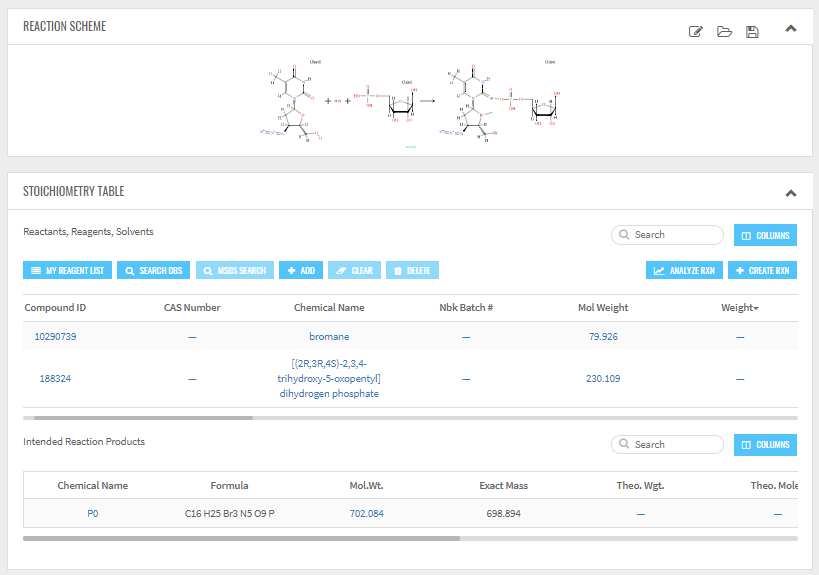 REACTION SCHEME
Chiral
Chiral
Chiral
STOICHIOMETRY TABLE
Reactants, Reagents, Solvents
Search
COLUMNS
MY REAGENT LIST
SEARCH DBS
MSDS SEARCH
ADD
CLEAR
DELETE
ANALYZE RXN
CREATE RXN
Compound ID CAS Number Chemical Name Nbk Batch # Mol Weight Weight
10290739 — bromane — 79.926 —
[(2R,3R,4S)-2,3,4-
188324 — trihydroxy-5-oxopentyl] — 230.109 —
dihydrogen phosphate
Intended Reaction Products
Search
COLUMNS
Chemical Name Formula Mol.Wt. Exact Mass Theo. Wgt. Theo. Mole
P0 C16 H25 Br3 N5 O9 P 702.084 698.894 — —